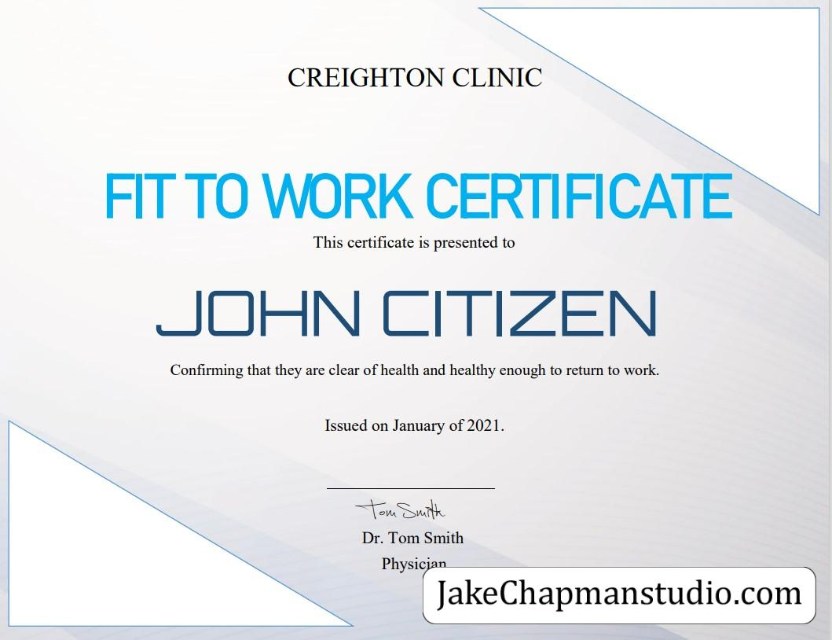 CREIGHTON CLINIC
FIT TO WORK CERTIFICATE
This certificate is presented to
JOHN CITIZEN
Confirming that they are clear of health and healthy enough to return to work.
Issued on January of 2021.
Tom Smith
Dr. Tom Smith
Physician
JakeChapmanstudio.com